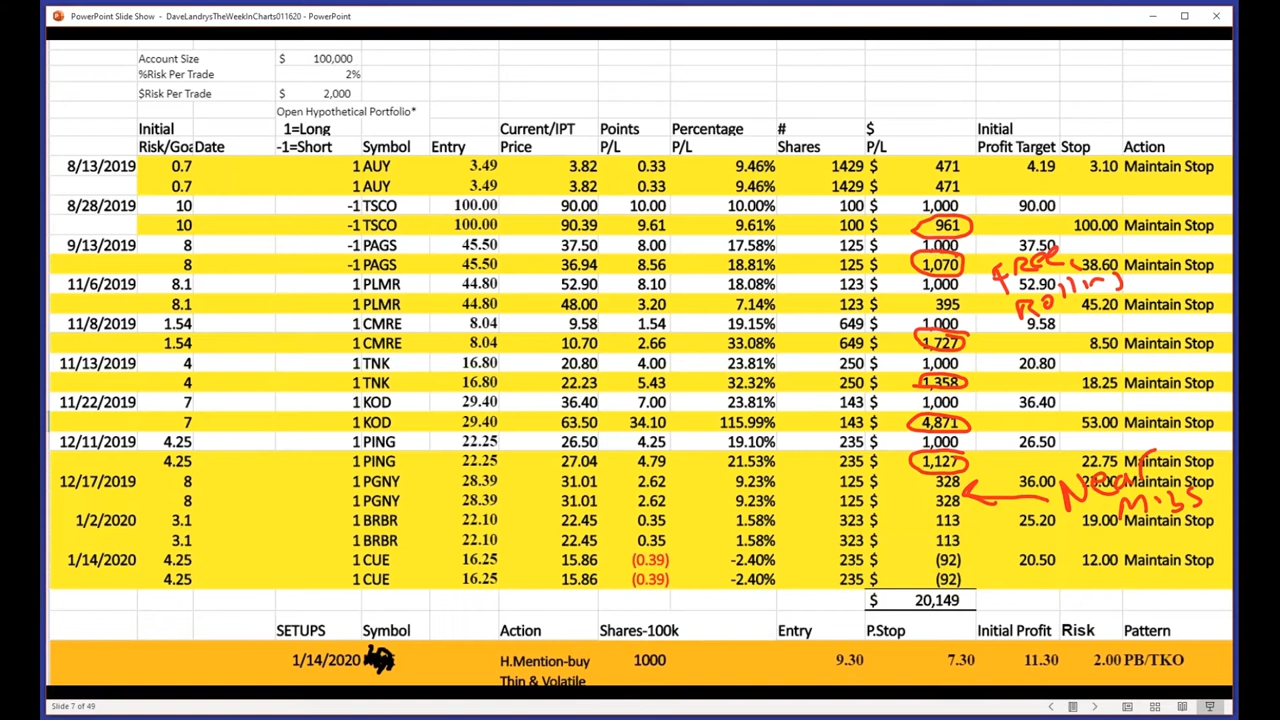 PowerPoint Slide Show - DaveLandrysTheWeekInCharts011620 - PowerPoint
Account Size $ 100,000
%Risk Per Trade 2%
$Risk Per Trade $ 2,000
Open Hypothetical Portfolio*
Initial 1=Long Current/IPT Points Percentage # $ Initial
Risk/Goa Date -1=Short Symbol Entry Price P/L P/L Shares P/L Profit Target Stop Action
8/13/2019 0.7 1 AUY 3.49 3.82 0.33 9.46% 1429 $ 471 4.19 3.10 Maintain Stop
0.7 1 AUY 3.49 3.82 0.33 9.46% 1429 $ 471
8/28/2019 10 -1 TSCO 100.00 90.00 10.00 10.00% 100 $ 1,000 90.00
10 -1 TSCO 100.00 90.39 9.61 9.61% 100 $ 961 100.00 Maintain Stop
9/13/2019 8 -1 PAGS 45.50 37.50 8.00 17.58% 125 $ 1,000 37.50
8 -1 PAGS 45.50 36.94 8.56 18.81% 125 $ 1,070 38.60 Maintain Stop
Free
Rolling
11/6/2019 8.1 1 PLMR 44.80 52.90 8.10 18.08% 123 $ 1,000 52.90
8.1 1 PLMR 44.80 48.00 3.20 7.14% 123 $ 395 45.20 Maintain Stop
11/8/2019 1.54 1 CMRE 8.04 9.58 1.54 19.15% 649 $ 1,000 9.58
1.54 1 CMRE 8.04 10.70 2.66 33.08% 649 $ 1,727 8.50 Maintain Stop
11/13/2019 4 1 TNK 16.80 20.80 4.00 23.81% 250 $ 1,000 20.80
4 1 TNK 16.80 22.23 5.43 32.32% 250 $ 1,358 18.25 Maintain Stop
11/22/2019 7 1 KOD 29.40 36.40 7.00 23.81% 143 $ 1,000 36.40
7 1 KOD 29.40 63.50 34.10 115.99% 143 $ 4,871 53.00 Maintain Stop
12/11/2019 4.25 1 PING 22.25 26.50 4.25 19.10% 235 $ 1,000 26.50
4.25 1 PING 22.25 27.04 4.79 21.53% 235 $ 1,127 22.75 Maintain Stop
12/17/2019 8 1 PGNY 28.39 31.01 2.62 9.23% 125 $ 328 36.00 Maintain Stop
8 1 PGNY 28.39 31.01 2.62 9.23% 125 $ 328
Near
Miss
1/2/2020 3.1 1 BRBR 22.10 22.45 0.35 1.58% 323 $ 113 25.20 19.00 Maintain Stop
3.1 1 BRBR 22.10 22.45 0.35 1.58% 323 $ 113
1/14/2020 4.25 1 CUE 16.25 15.86 (0.39) -2.40% 235 $ (92) 20.50 12.00 Maintain Stop
4.25 1 CUE 16.25 15.86 (0.39) -2.40% 235 $ (92)
$ 20,149
SETUPS Symbol Action Shares-100k Entry P.Stop Initial Profit Risk Pattern
1/14/2020 H.Mention-buy 1000 9.30 7.30 11.30 2.00 PB/TKO
Thin & Volatile
Slide 7 of 49